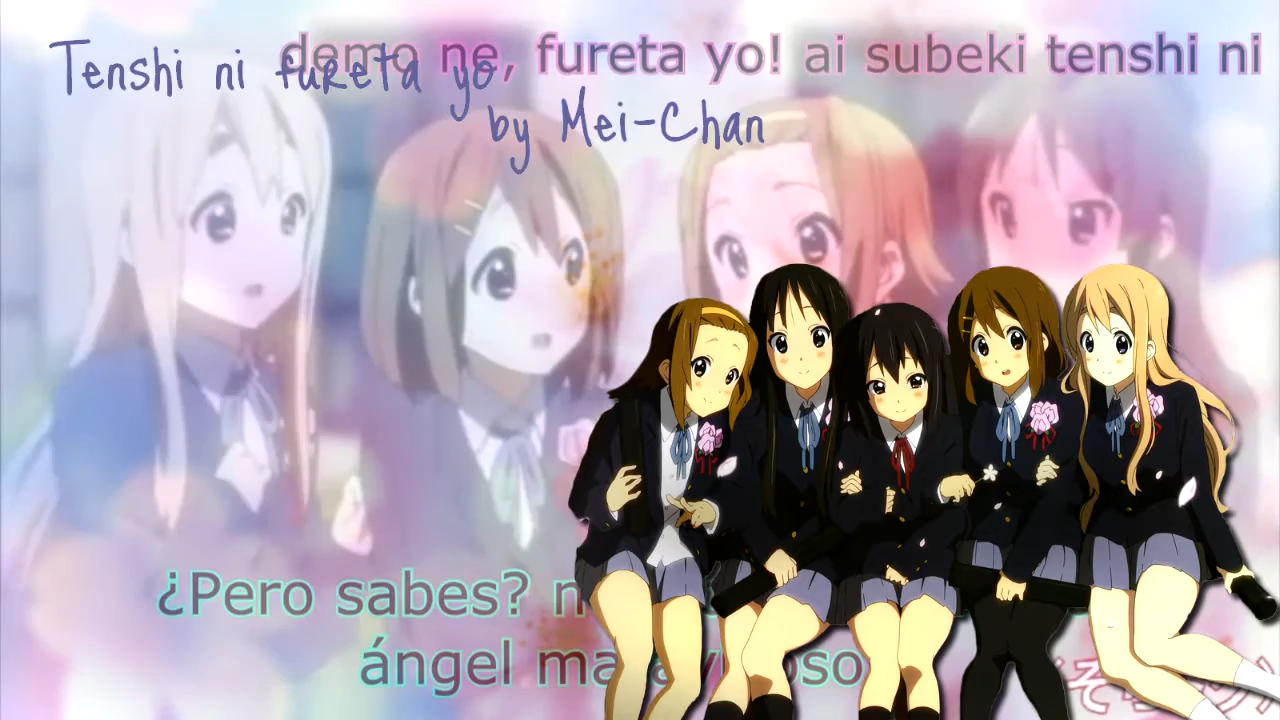 demo ne, fureta yo! ai subeki tenshi ni
Tenshi ni fureta yo
by Mei-Chan
¿Pero sabes?
ángel